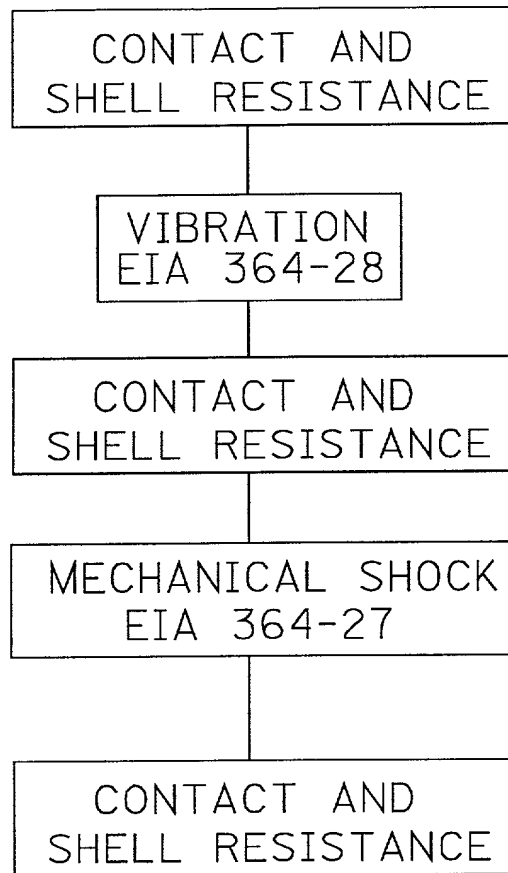 CONTACT AND
SHELL RESISTANCE
VIBRATION
EIA 364-28
CONTACT AND
SHELL RESISTANCE
MECHANICAL SHOCK
EIA 364-27
CONTACT AND
SHELL RESISTANCE